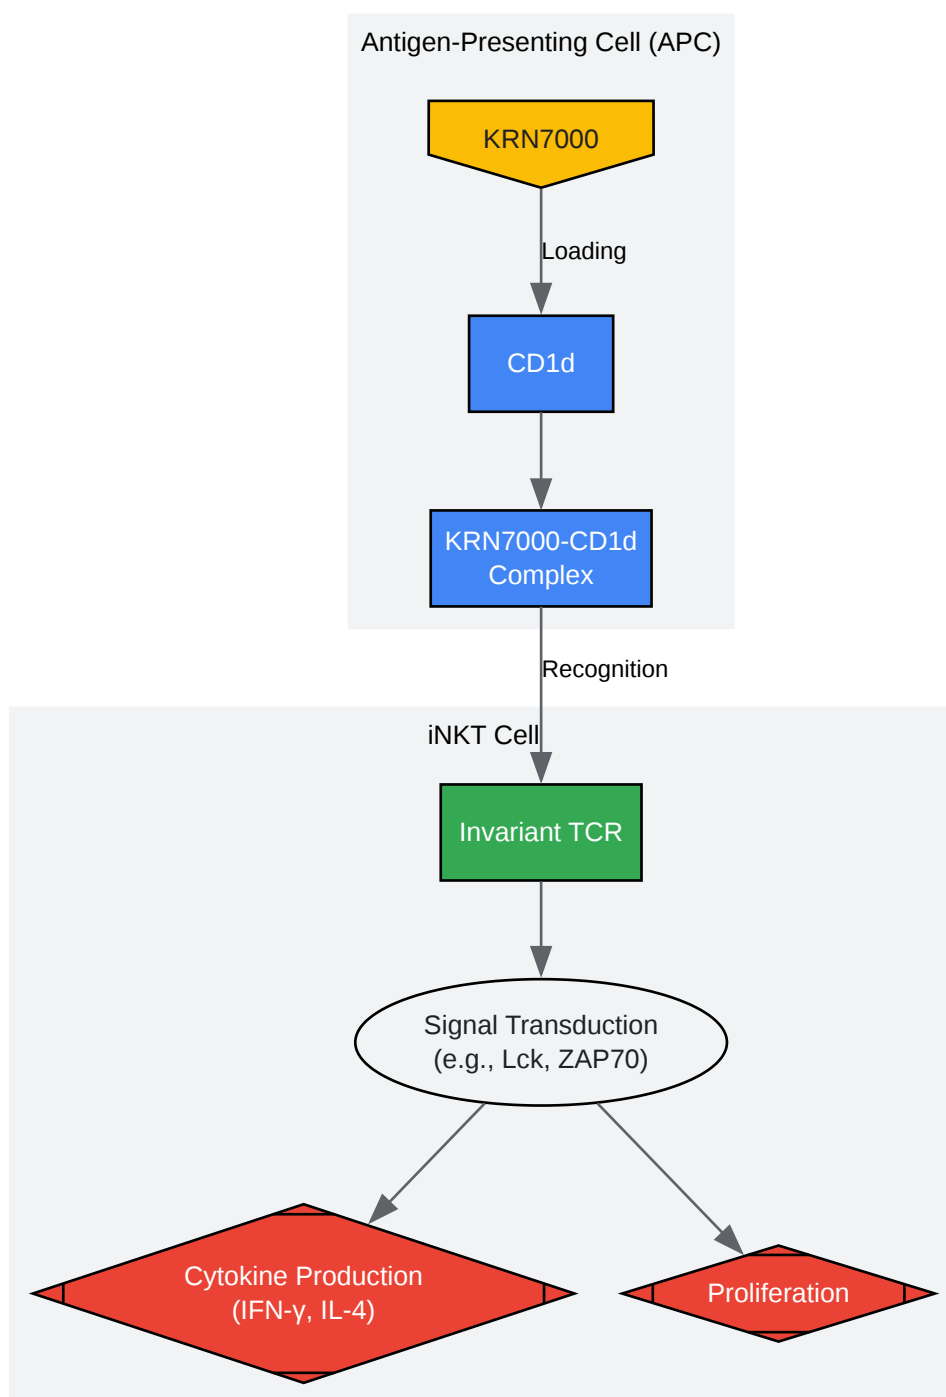 Antigen-Presenting Cell (APC)
KRN7000
Loading
CD1d
KRN7000-CD1d
Complex
Recognition
iNKT Cell
Invariant TCR
Signal Transduction
(e.g., Lck, ZAP70)
Cytokine Production
(IFN-γ, IL-4)
Proliferation